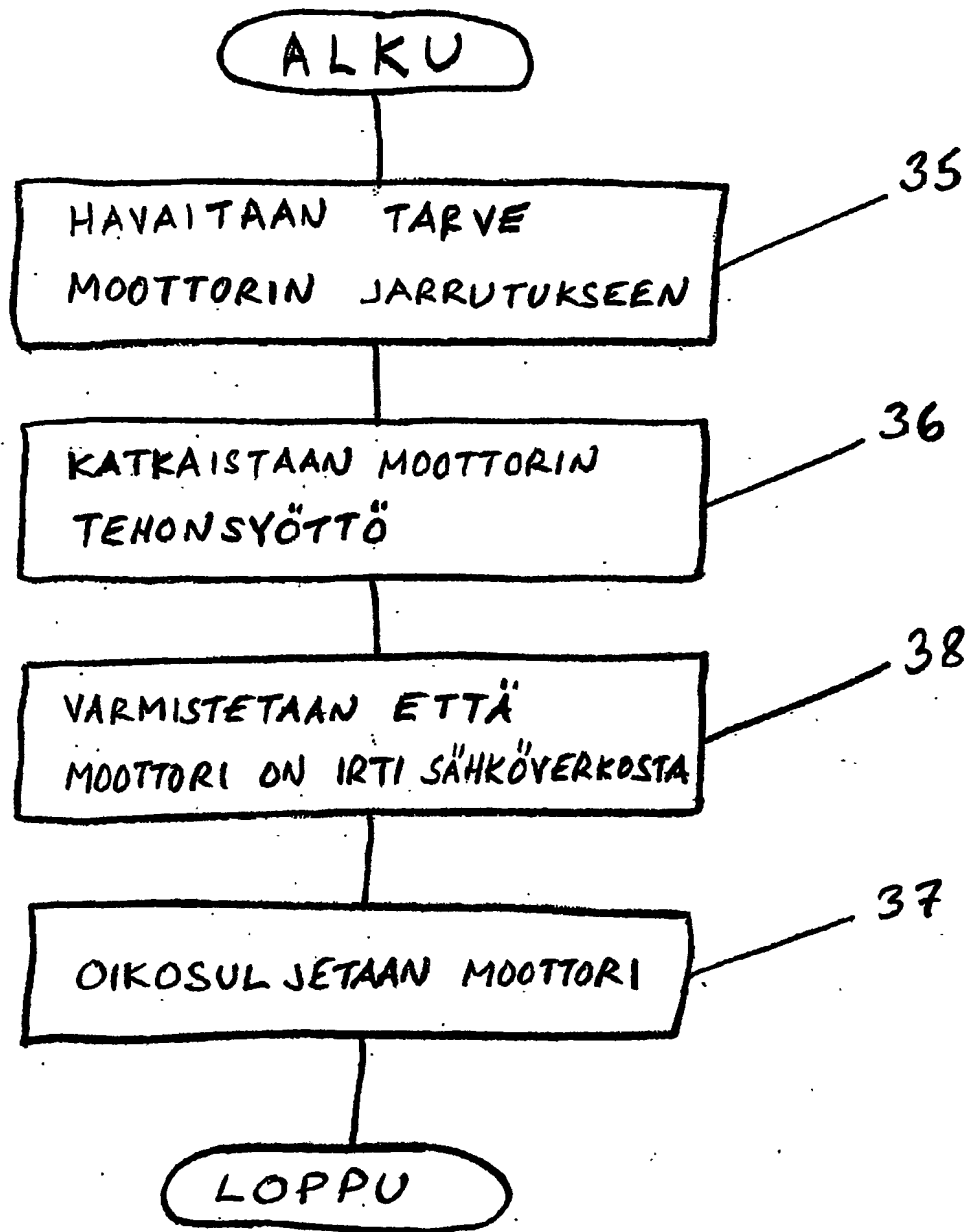 ALKU
35
HAVAITAAN TARVE
MOOTTORIN JARRUTUKSEEN
36
KATKAISTAAN MOOTTORIN
TEHONSYÖTTÖ
38
VARMISTETAAN ETTÄ
MOOTTORI ON IRTI SÄHKÖVERKOSTA
37
OIKOSULJETAAN MOOTTORI
LOPPU